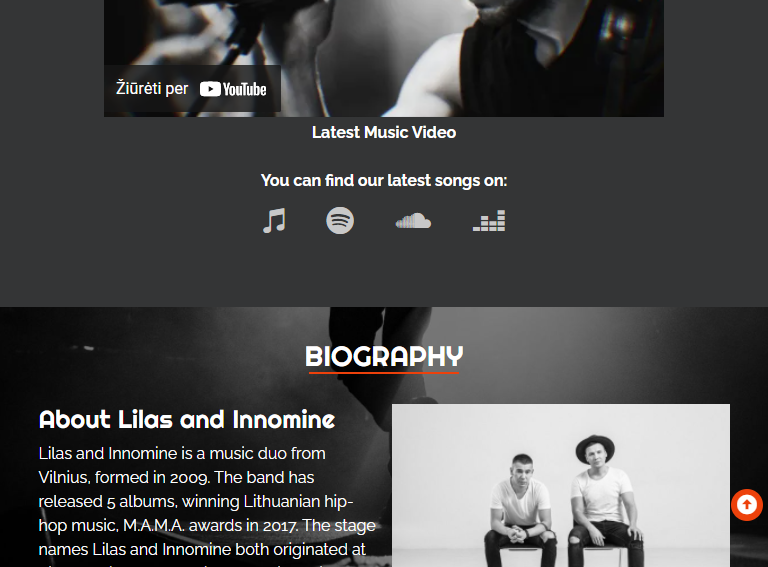 Žiūrėti per YouTube
Latest Music Video
You can find our latest songs on:
BIOGRAPHY
About Lilas and Innomine
Lilas and Innomine is a music duo from
Vilnius, formed in 2009. The band has
released 5 albums, winning Lithuanian hip-
hop music, M.A.M.A. awards in 2017. The stage
names Lilas and Innomine both originated at